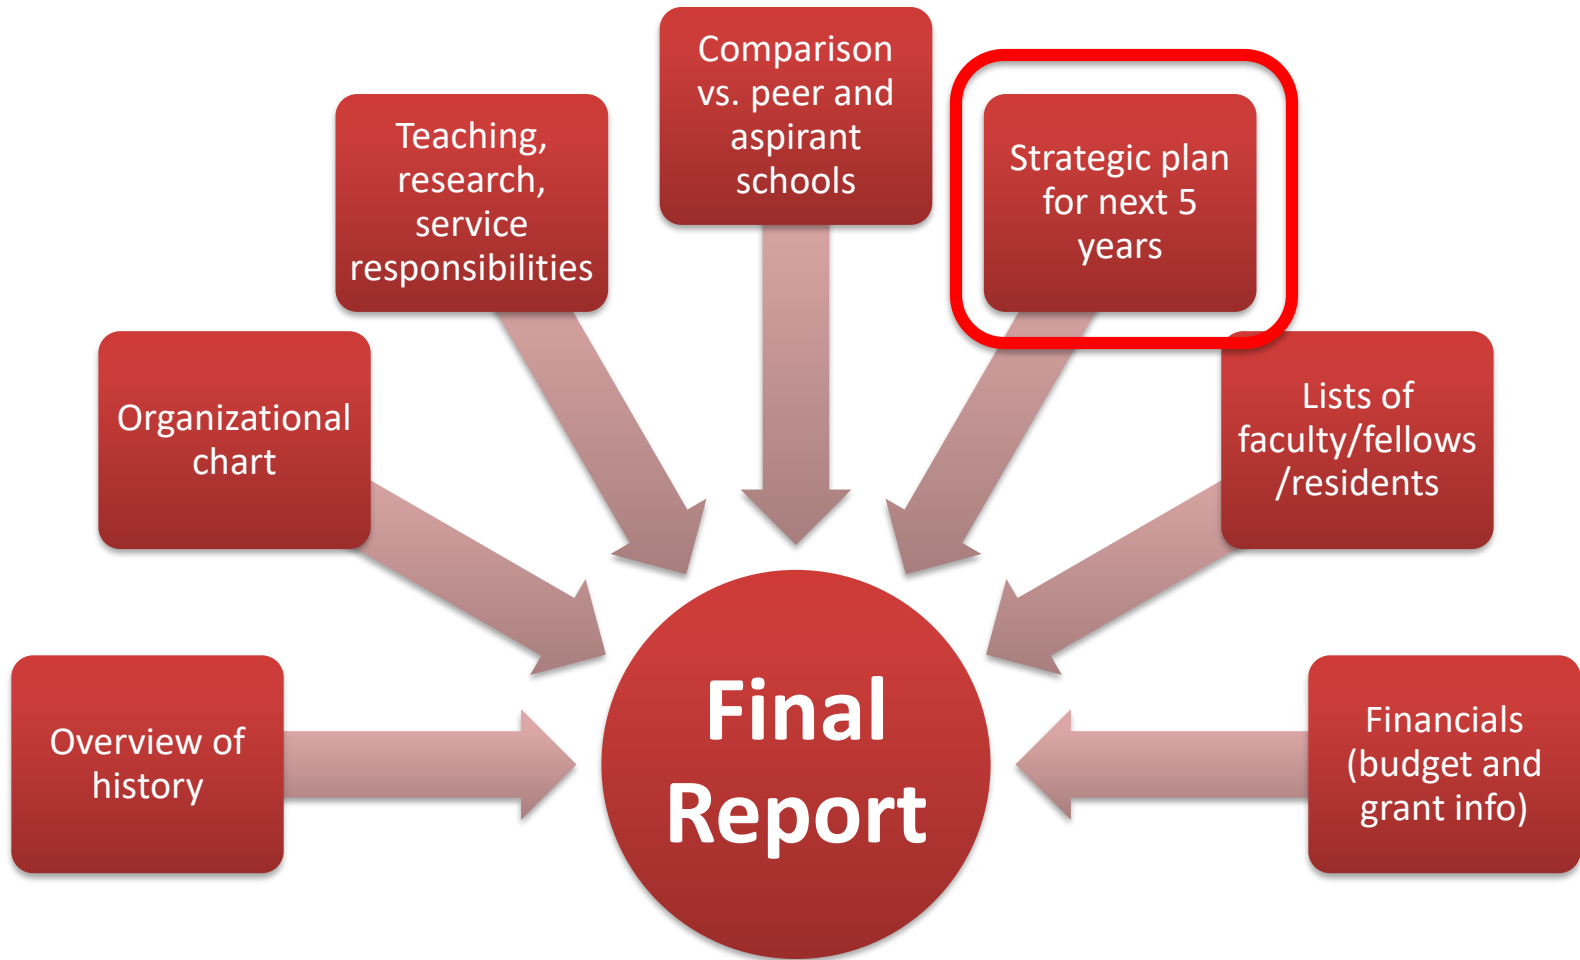 Comparison
vs. peer and
aspirant
schools
Teaching,
research,
service
responsibilities
Strategic plan
for next 5
years
Organizational
chart
Lists of
faculty/fellows
/residents
Overview of
history
Final
Report
Financials
(budget and
grant info)